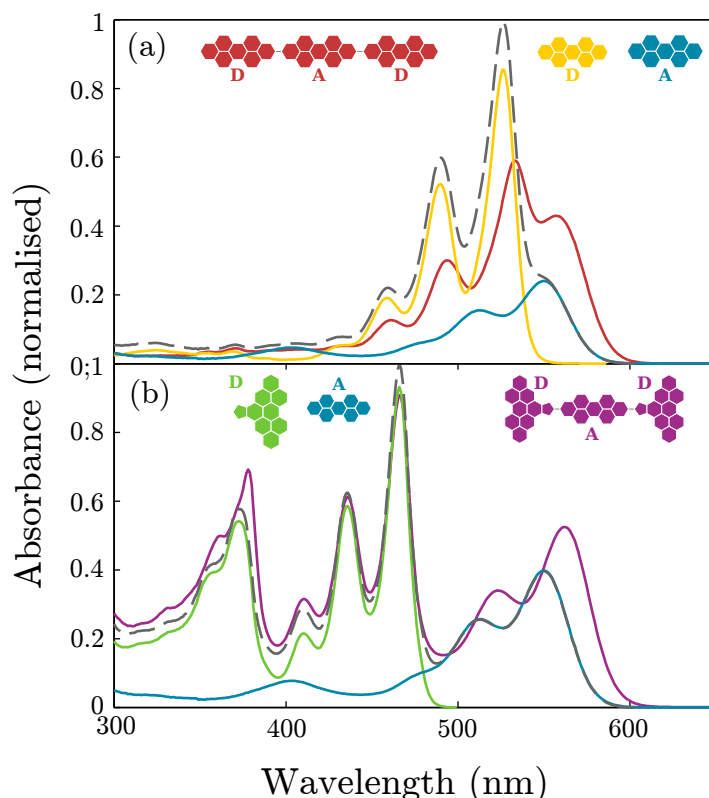 Absorbance (normalised)
(a)
1
0.8
0.6
0.4
0.2
0
D A D
D
A
(b)
1
0.8
0.6
0.4
0.2
0
D
A
D
D
A
300 400 500 600
Wavelength (nm)